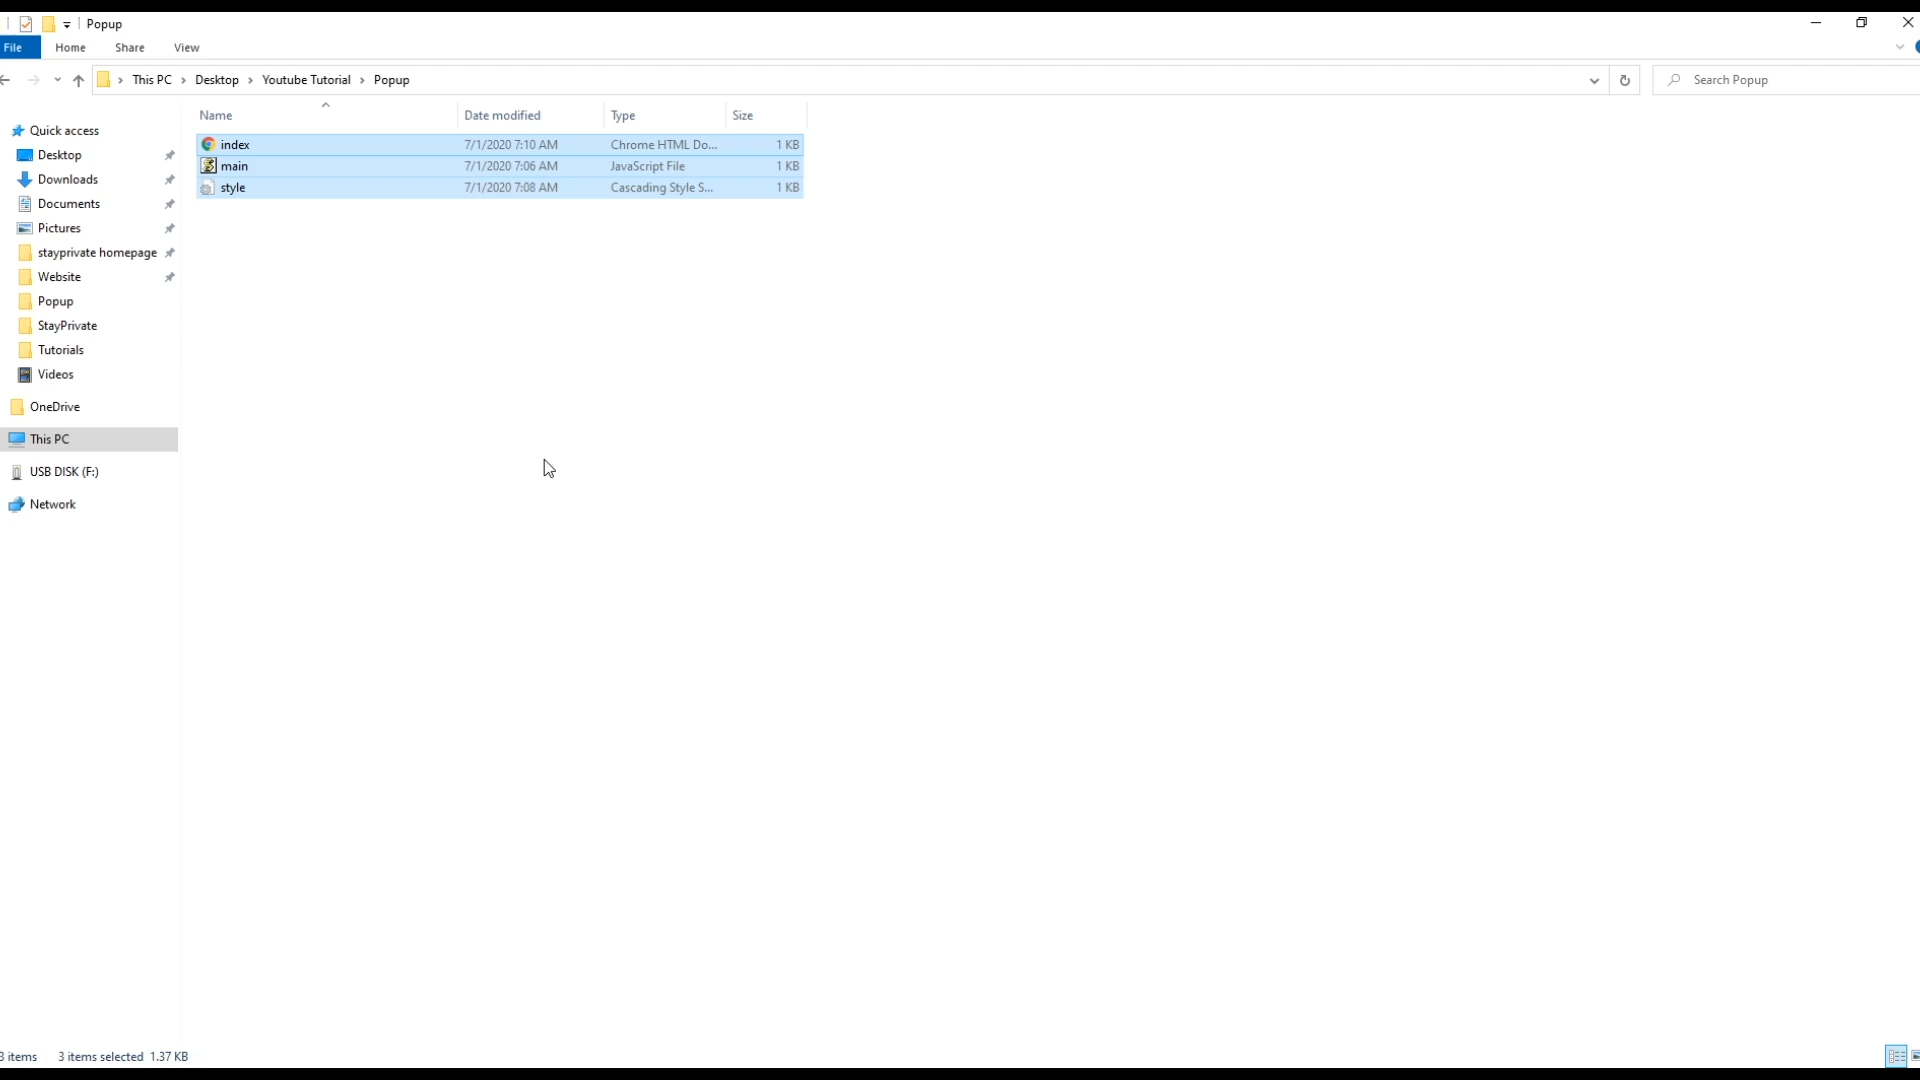 Popup
File Home Share View
This PC Desktop Youtube Tutorial Popup Search Popup
Name Date modified Type Size
index 7/1/2020 7:10 AM Chrome HTML Do... 1 KB
main 7/1/2020 7:06 AM JavaScript File 1 KB
style 7/1/2020 7:08 AM Cascading Style S... 1 KB
Quick access
Desktop
Downloads
Documents
Pictures
stayprivate homepage
Website
Popup
StayPrivate
Tutorials
Videos
OneDrive
This PC
USB DISK (F:)
Network
3 items 3 items selected 1.37 KB